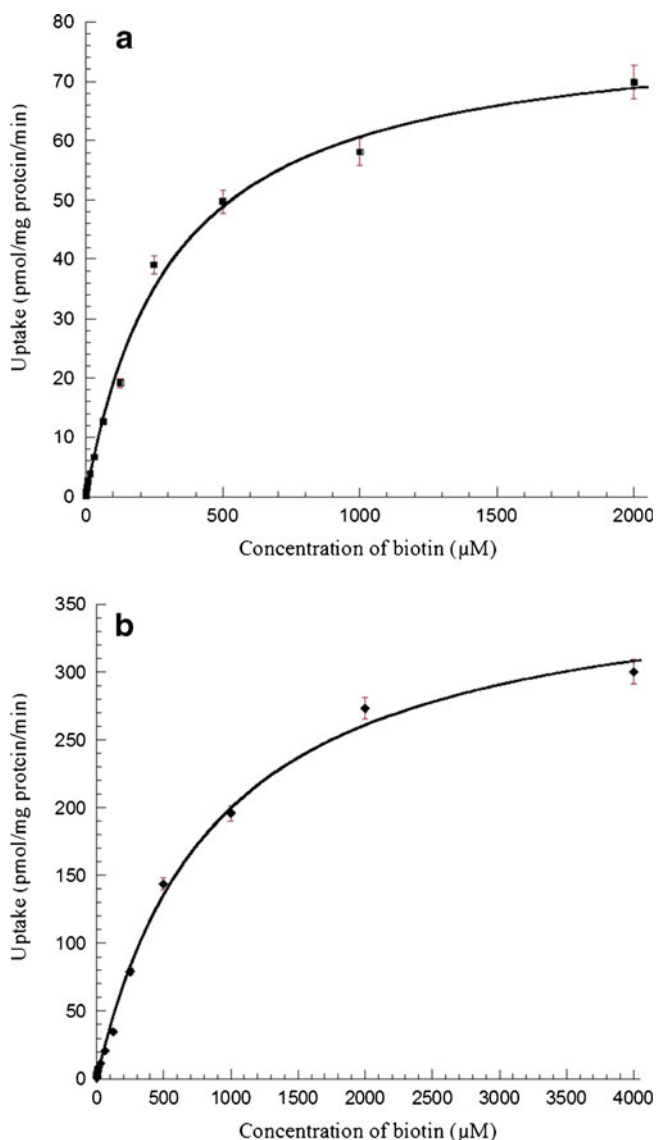 a
80
70
60
50
40
30
20
10
0
Uptake (pmol/mg protcin/min)
0 500 1000 1500 2000
Concentration of biotin (µM)
b
350
300
250
200
150
100
50
0
Uptake (pmol/mg protcin/min)
0 500 1000 1500 2000 2500 3000 3500 4000
Concentration of biotin (µM)